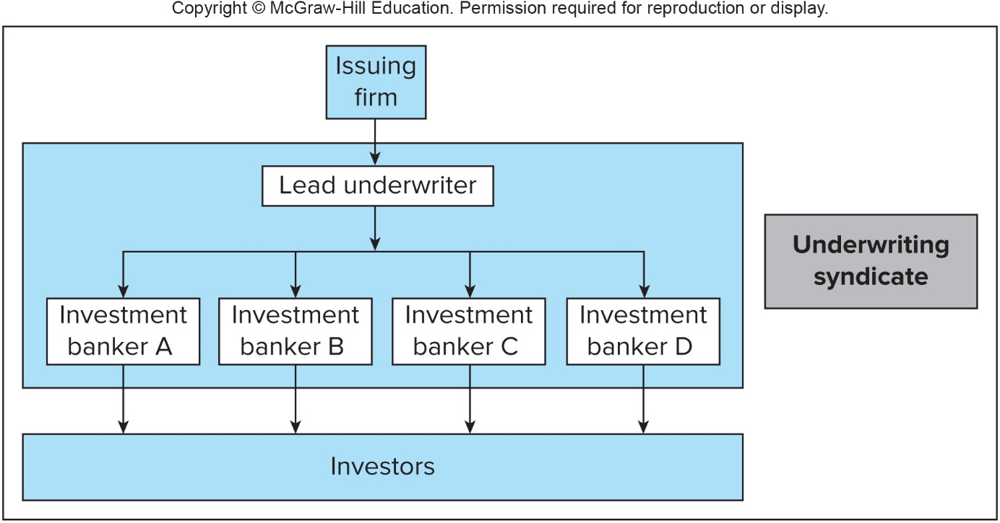 Copyright © McGraw-Hill Education. Permission required for reproduction or display.
Issuing
firm
Lead underwriter
Underwriting
syndicate
Investment
banker A
Investment
banker B
Investment
banker C
Investment
banker D
Investors